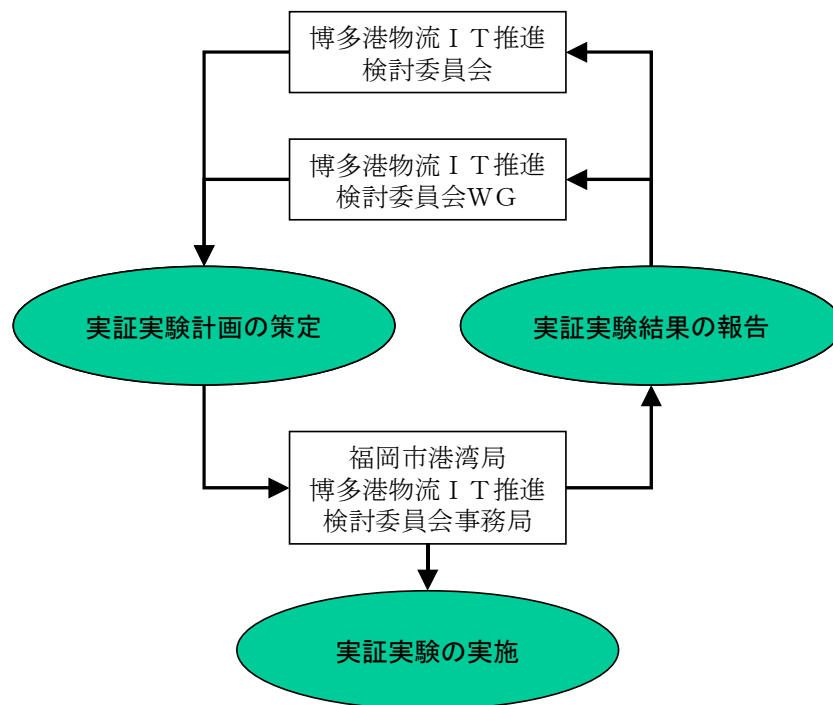 博多港物流ＩＴ推進
検討委員会
博多港物流ＩＴ推進
検討委員会ＷＧ
実証実験計画の策定
実証実験結果の報告
福岡市港湾局
博多港物流ＩＴ推進
検討委員会事務局
実証実験の実施